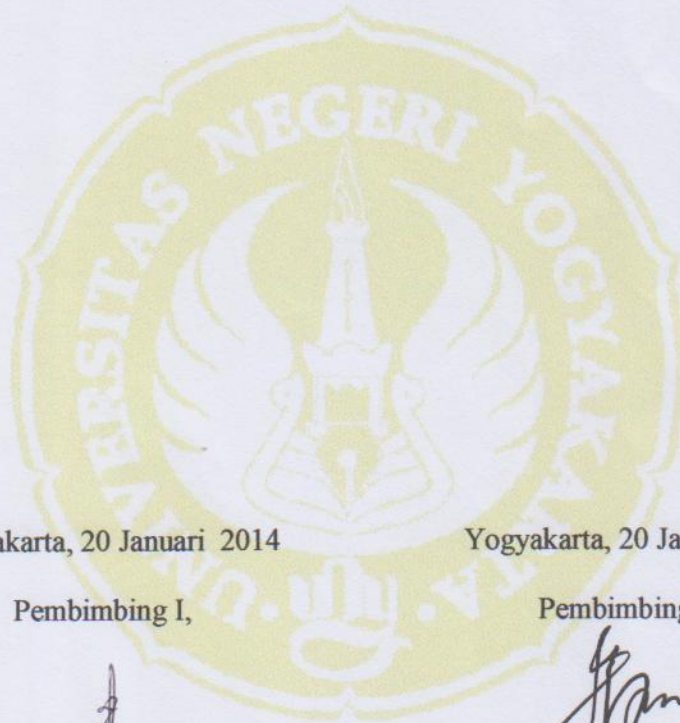 UNIVERSITAS NEGERI YOGYAKARTA
akarta, 20 Januari 2014
Yogyakarta, 20 Ja
Pembimbing I,
Pembimbing